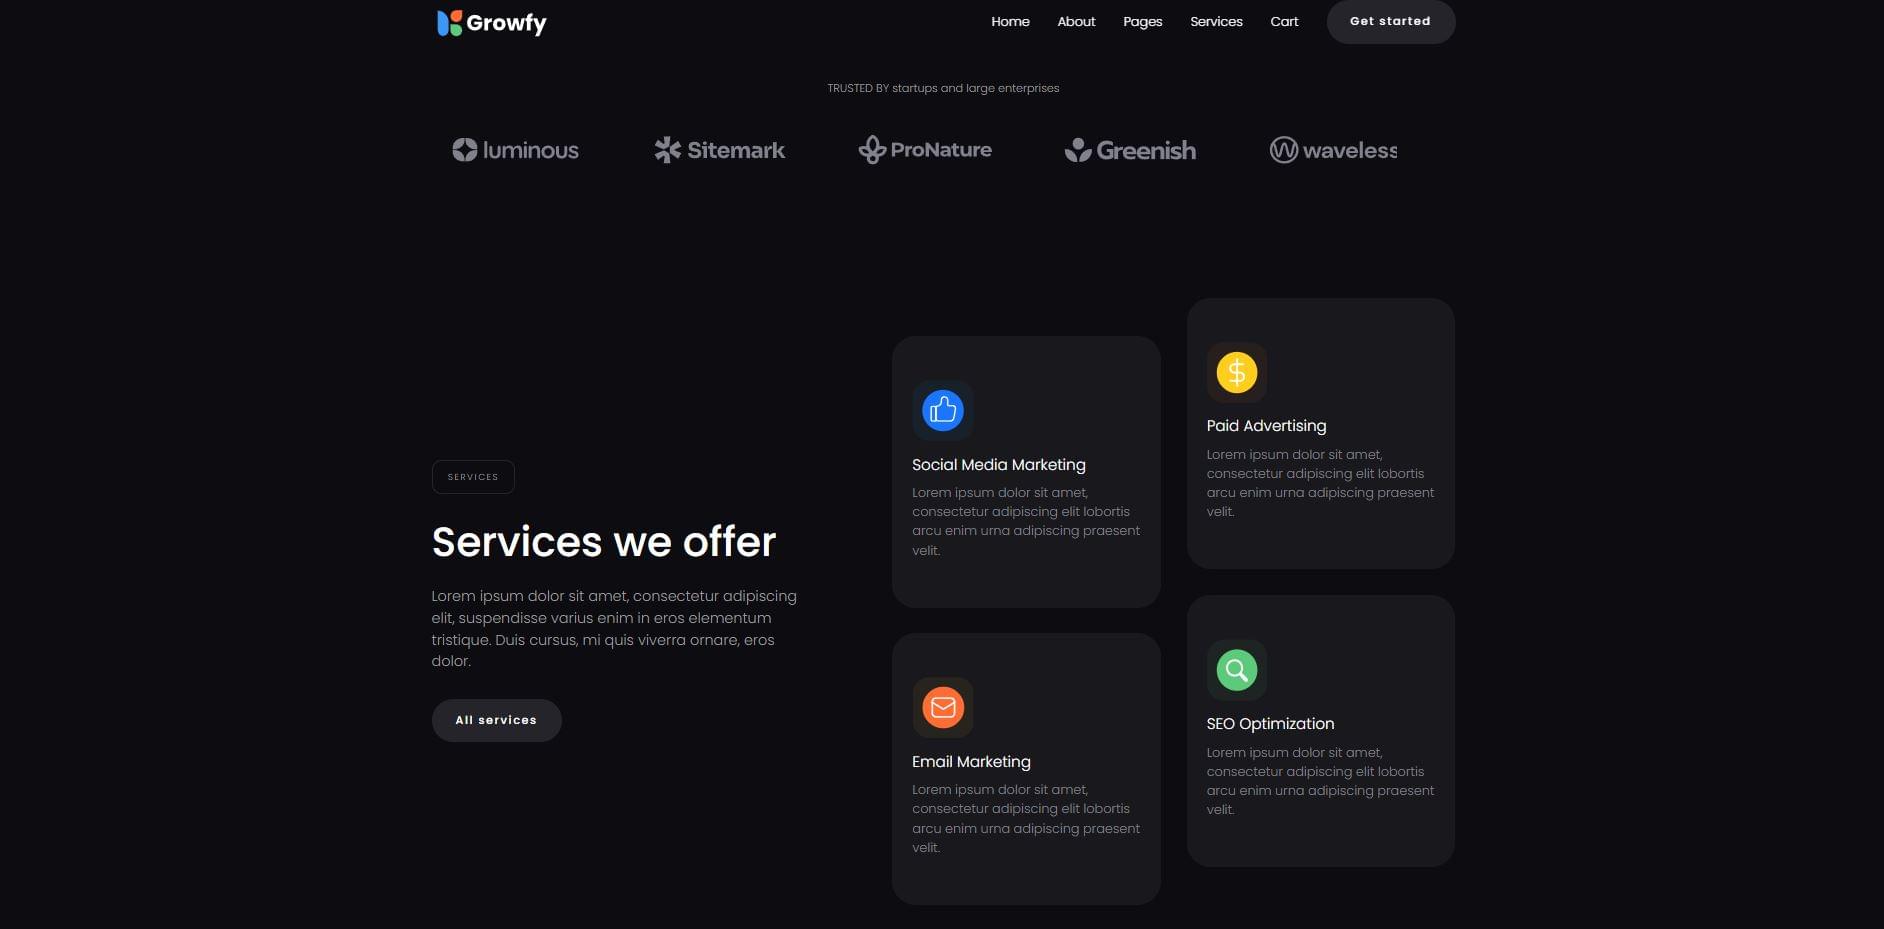 Growfy
Home
About
Pages
Services
Cart
Get started
TRUSTED BY startups and large enterprises
luminous
Sitemark
ProNature
Greenish
waveless
SERVICES
Services we offer
Lorem ipsum dolor sit amet, consectetur adipiscing
elit, suspendisse varius enim in eros elementum
tristique. Duis cursus, mi quis viverra ornare, eros
dolor.
All services
Social Media Marketing
Lorem ipsum dolor sit amet,
consectetur adipiscing elit lobortis
arcu enim urna adipiscing praesent
velit.
Paid Advertising
Lorem ipsum dolor sit amet,
consectetur adipiscing elit lobortis
arcu enim urna adipiscing praesent
velit.
Email Marketing
Lorem ipsum dolor sit amet,
consectetur adipiscing elit lobortis
arcu enim urna adipiscing praesent
velit.
SEO Optimization
Lorem ipsum dolor sit amet,
consectetur adipiscing elit lobortis
arcu enim urna adipiscing praesent
velit.